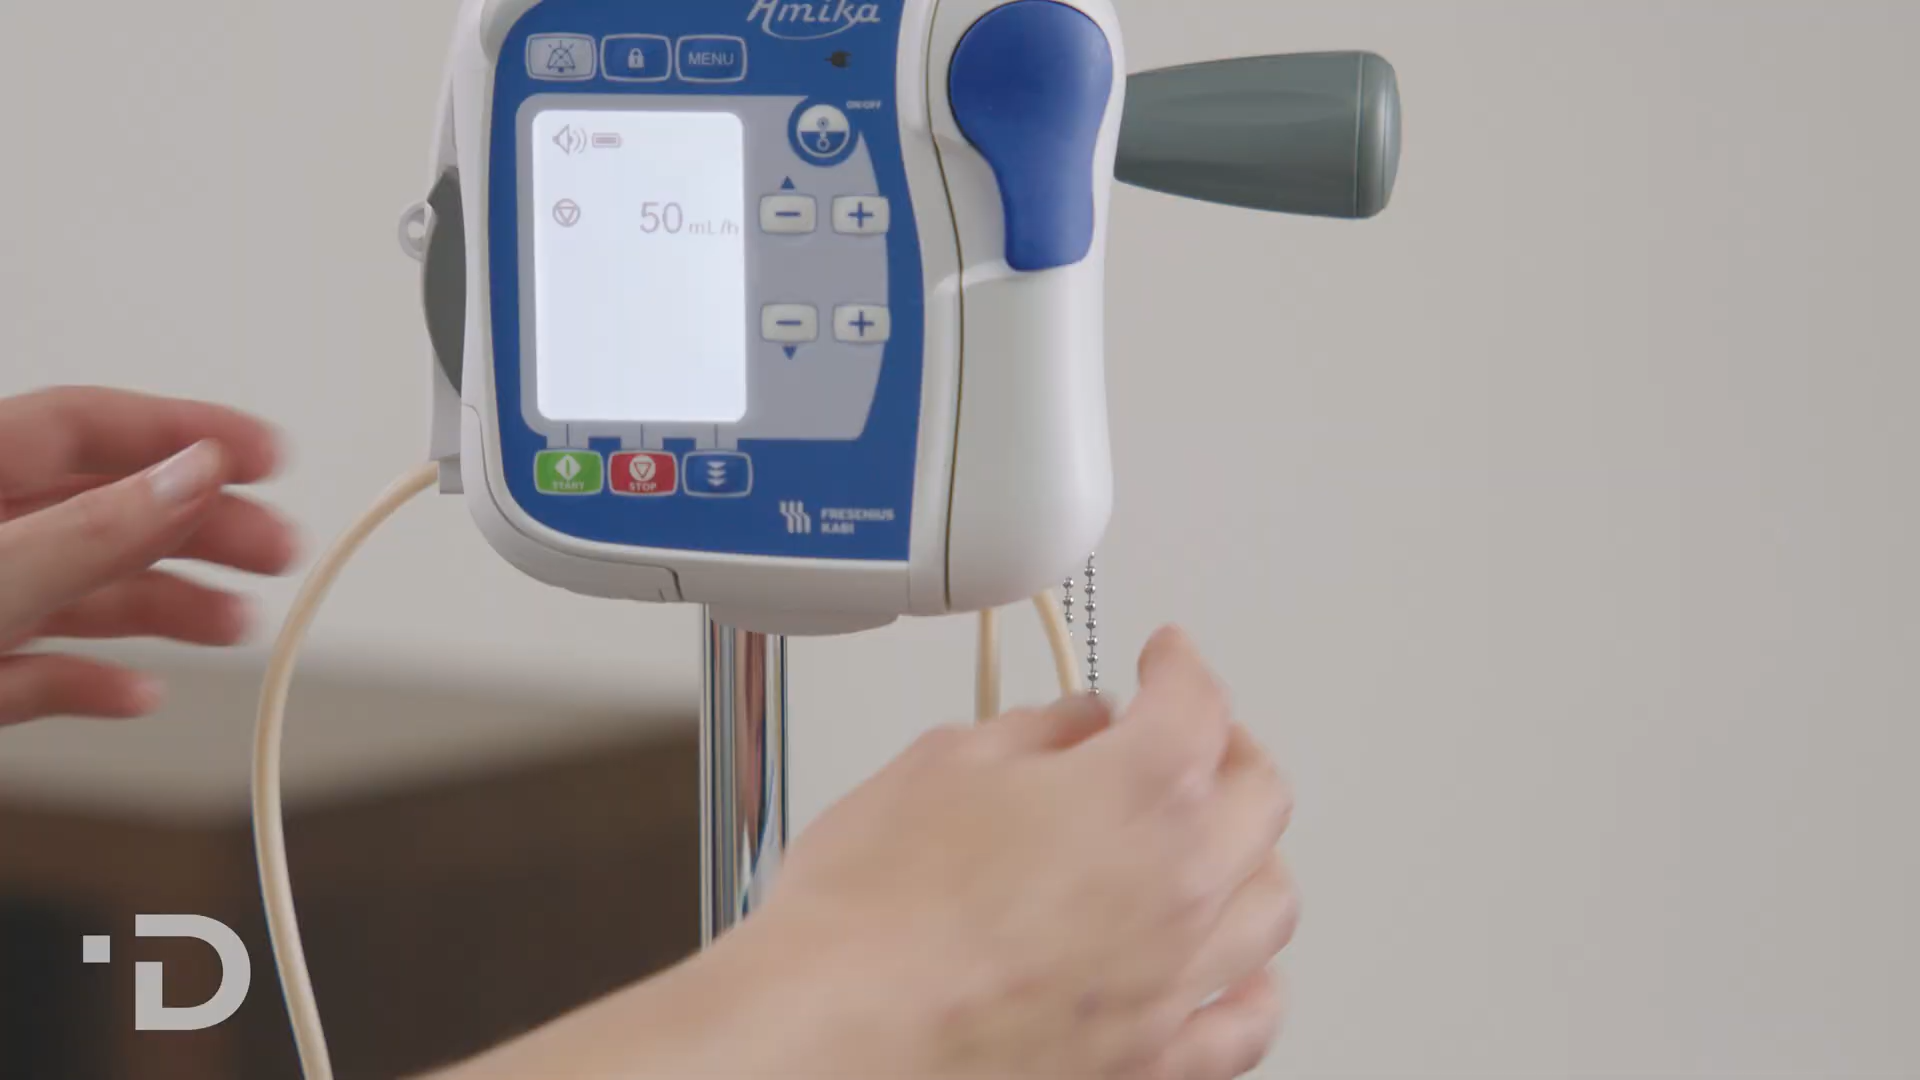 Amika
MENU
ON/OFF
50 mL/h
START
STOP
FRESENIUS
KABI
D